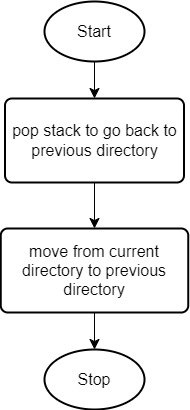 Start
pop stack to go back to
previous directory
move from current
directory to previous
directory
Stop